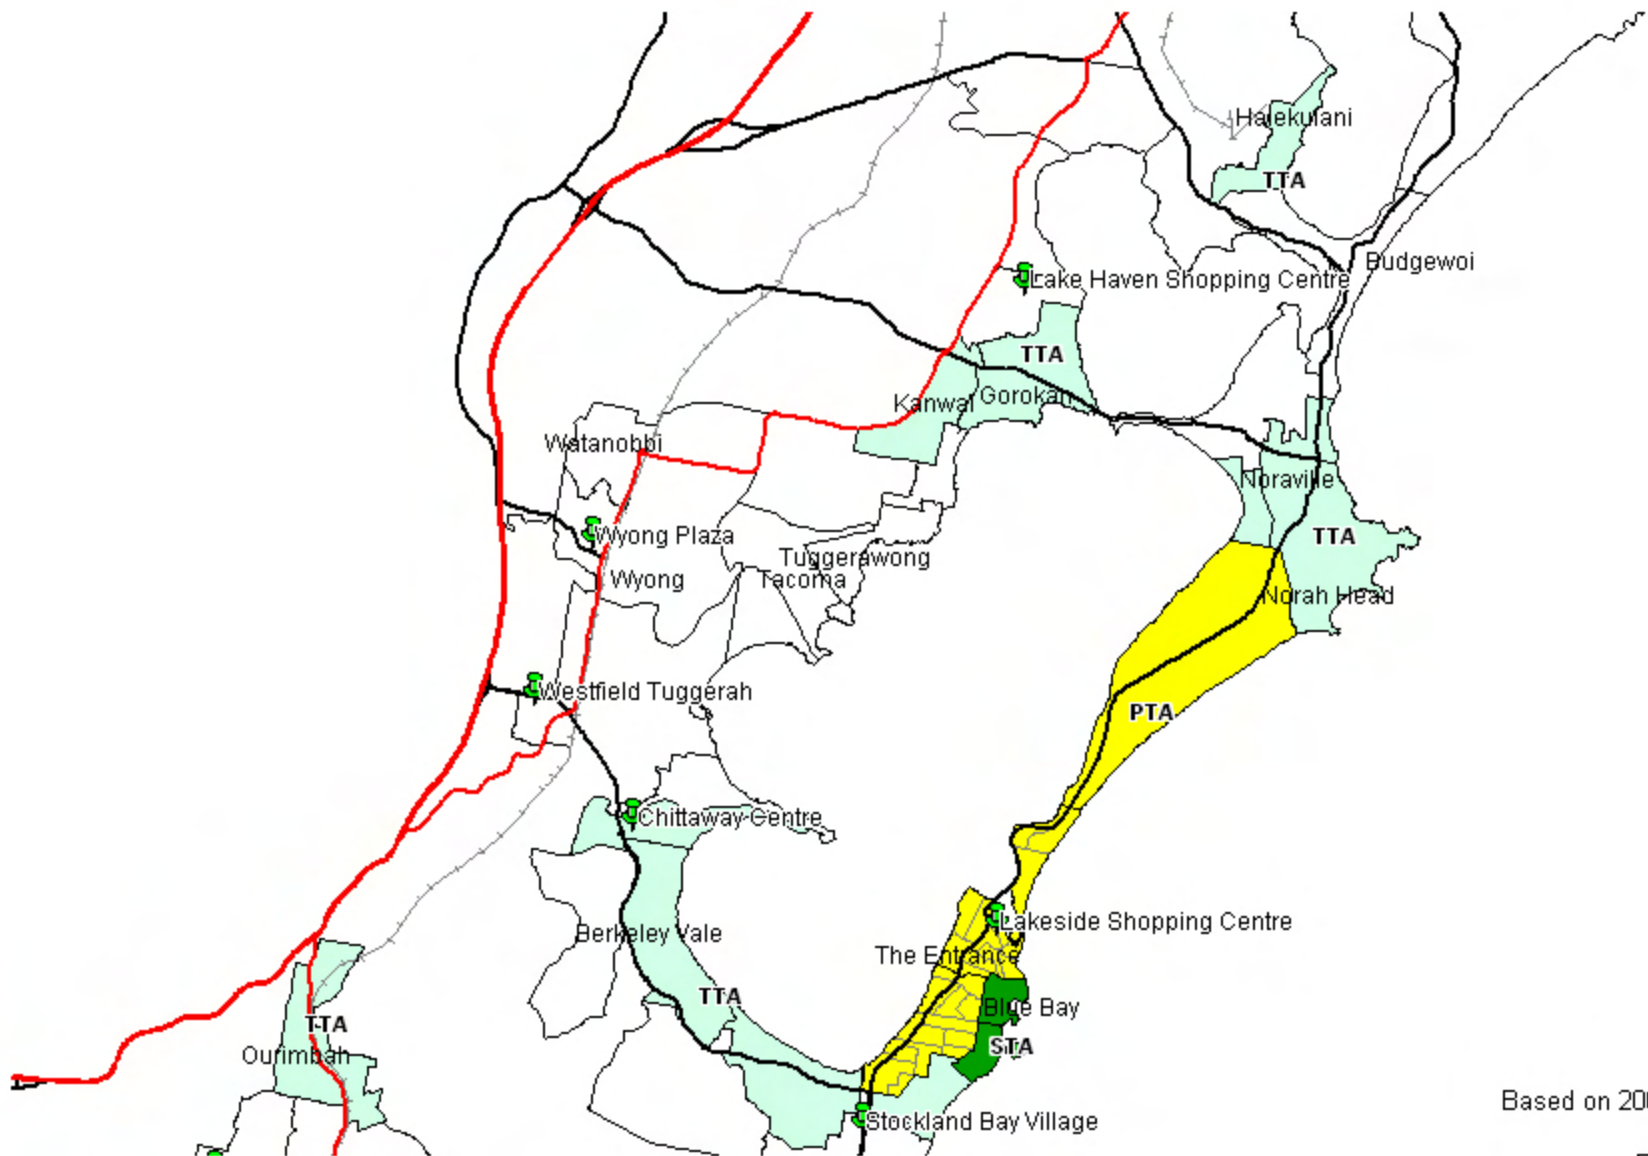 Halekulani
TTA
Budgewoi
Lake Haven Shopping Centre
TTA
Kanwal
Gorokan
Watanobbi
Noraville
Wyong Plaza
TTA
Tuggerawong
Wyong
Tacoma
Norah Head
Westfield Tuggerah
PTA
Chittaway Centre
Lakeside Shopping Centre
Berkeley Vale
The Entrance
TTA
Blue Bay
TTA
STA
Ourimbah
Based on 200
Stockland Bay Village